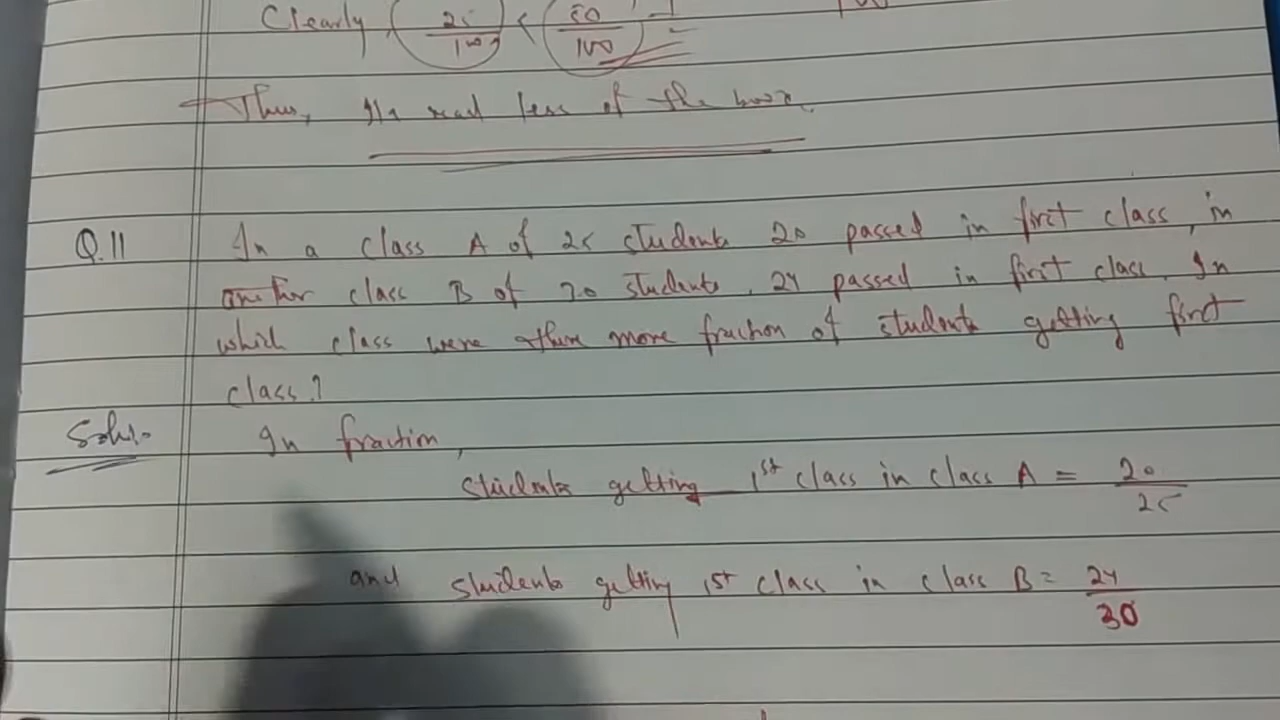 Clearly, 25/100 < 50/100
Thus, Ila read less of the book.
Q.11 In a class A of 25 students 20 passed in first class, in
another class B of 30 students, 24 passed in first class. In
which class were there more fraction of students getting first
class?
Soln:- In fraction,
Students getting 1st class in class A = 20/25
and students getting 1st class in class B = 24/30